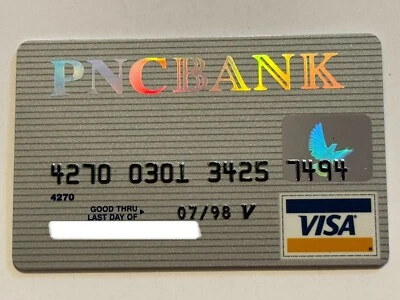 PNCBANK
4270 0301 3425 7494
4270
GOOD THRU
LAST DAY OF
07/98 V
VISA